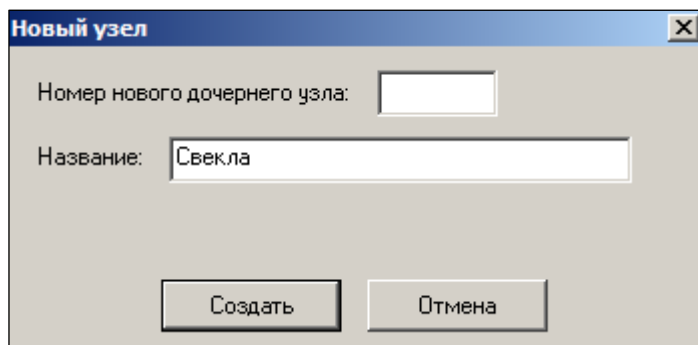 Новый узел
Номер нового дочернего узла:
Название: Свекла
Создать Отмена